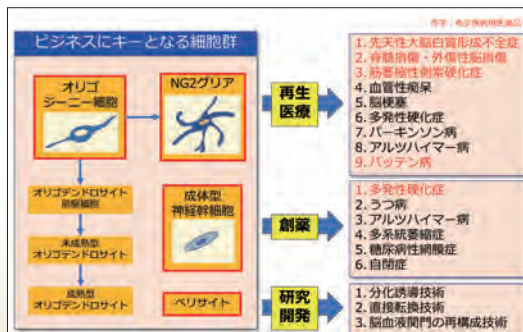 赤字：希少疾病用医薬品
ビジネスにキーとなる細胞群
オリゴ
ジーニー細胞
NG2グリア
オリゴデンドロサイト
前駆細胞
未成熟型
オリゴデンドロサイト
成熟型
オリゴデンドロサイト
成体型
神経幹細胞
ペリサイト
再生
医療
1. 先天性大脳白質形成不全症
2. 脊髄損傷・外傷性脳損傷
3. 筋萎縮性側索硬化症
4. 血管性痴呆
5. 脳梗塞
6. 多発性硬化症
7. パーキンソン病
8. アルツハイマー病
9. バッテン病
創薬
1. 多発性硬化症
2. うつ病
3. アルツハイマー病
4. 多系統萎縮症
5. 糖尿病性網膜症
6. 自閉症
研究
開発
1. 分化誘導技術
2. 直接転換技術
3. 脳血液関門の再構成技術